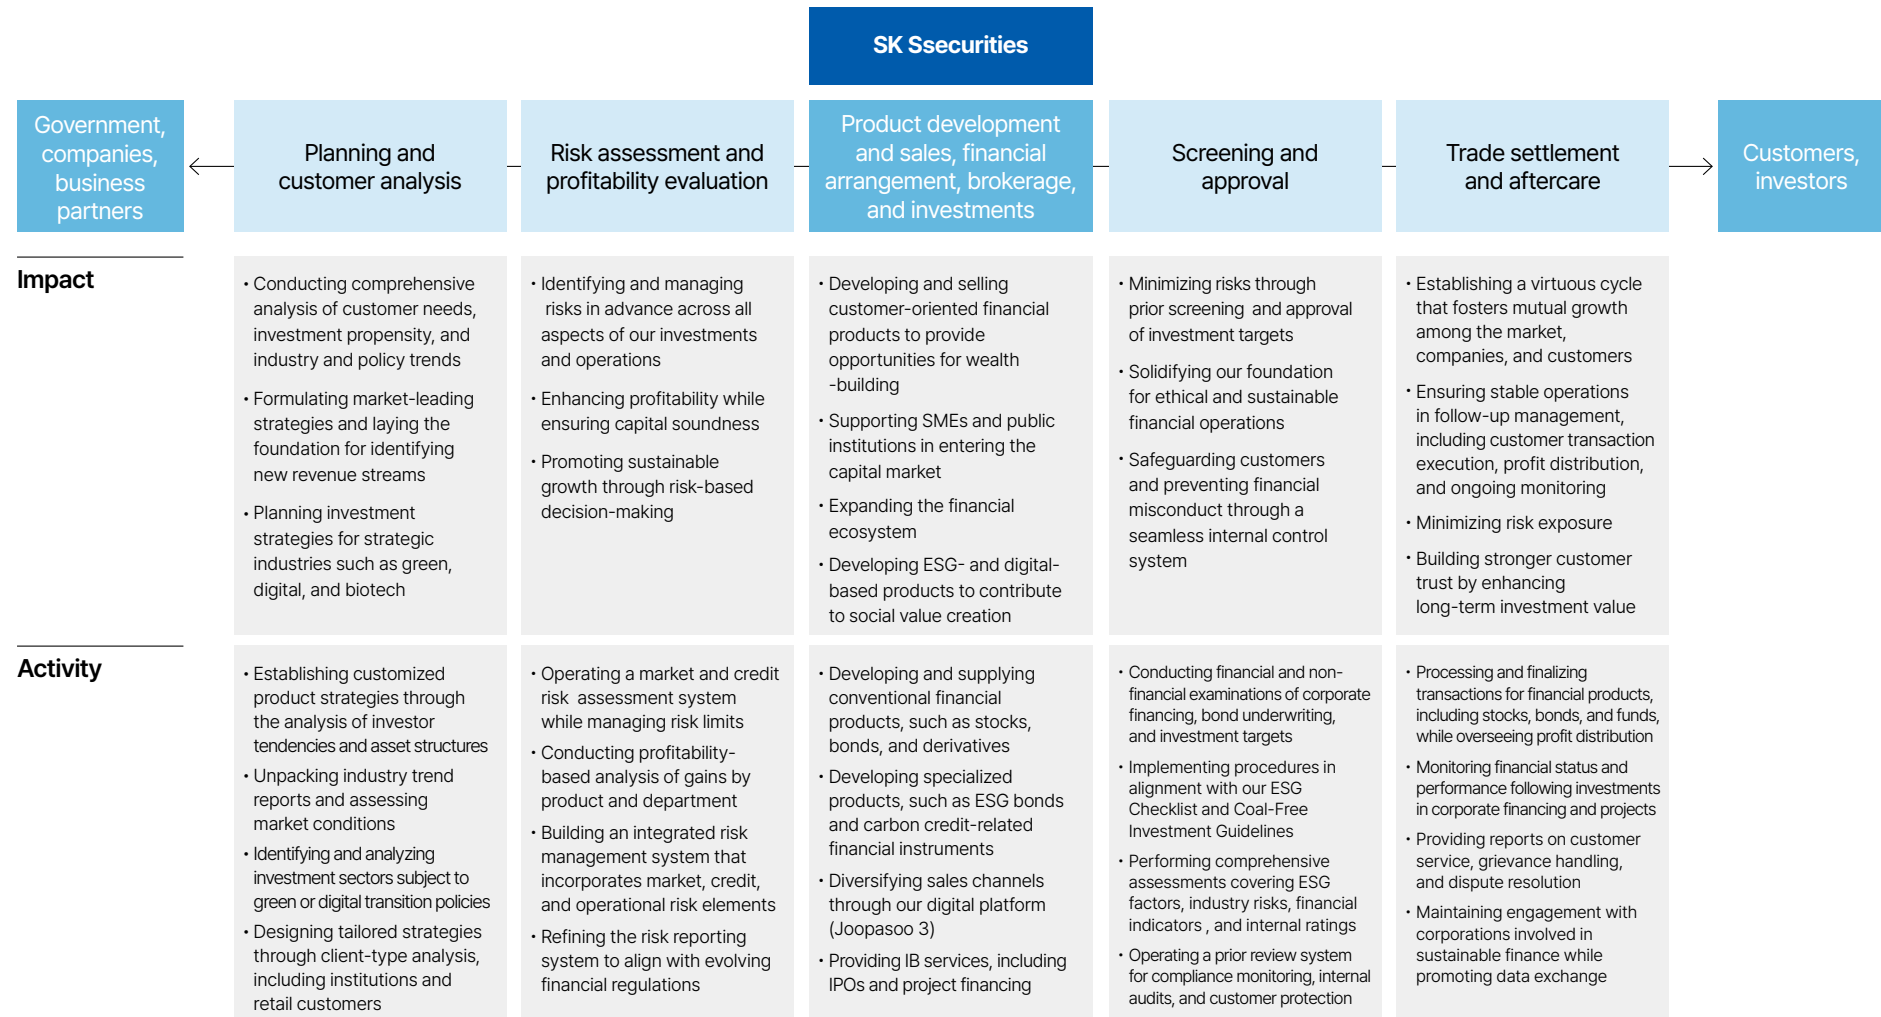 SK Ssecurities
Government,
companies,
business
partners
Planning and
customer analysis
Risk assessment and
profitability evaluation
Product development
and sales, financial
arrangement, brokerage,
and investments
Screening and
approval
Trade settlement
and aftercare
Customers,
investors
Impact
• Conducting comprehensive
analysis of customer needs,
investment propensity, and
industry and policy trends
• Formulating market-leading
strategies and laying the
foundation for identifying
new revenue streams
• Planning investment
strategies for strategic
industries such as green,
digital, and biotech
• Identifying and managing
risks in advance across all
aspects of our investments
and operations
• Enhancing profitability while
ensuring capital soundness
• Promoting sustainable
growth through risk-based
decision-making
• Developing and selling
customer-oriented financial
products to provide
opportunities for wealth
-building
• Supporting SMEs and public
institutions in entering the
capital market
• Expanding the financial
ecosystem
• Developing ESG- and digital-
based products to contribute
to social value creation
• Minimizing risks through
prior screening and approval
of investment targets
• Solidifying our foundation
for ethical and sustainable
financial operations
• Safeguarding customers
and preventing financial
misconduct through a
seamless internal control
system
• Establishing a virtuous cycle
that fosters mutual growth
among the market,
companies, and customers
• Ensuring stable operations
in follow-up management,
including customer transaction
execution, profit distribution,
and ongoing monitoring
• Minimizing risk exposure
• Building stronger customer
trust by enhancing
long-term investment value
Activity
• Establishing customized
product strategies through
the analysis of investor
tendencies and asset structures
• Unpacking industry trend
reports and assessing
market conditions
• Identifying and analyzing
investment sectors subject to
green or digital transition policies
• Designing tailored strategies
through client-type analysis,
including institutions and
retail customers
• Operating a market and credit
risk assessment system
while managing risk limits
• Conducting profitability-
based analysis of gains by
product and department
• Building an integrated risk
management system that
incorporates market, credit,
and operational risk elements
• Refining the risk reporting
system to align with evolving
financial regulations
• Developing and supplying
conventional financial
products, such as stocks,
bonds, and derivatives
• Developing specialized
products, such as ESG bonds
and carbon credit-related
financial instruments
• Diversifying sales channels
through our digital platform
(Joopasoo 3)
• Providing IB services, including
IPOs and project financing
• Conducting financial and non-
financial examinations of corporate
financing, bond underwriting,
and investment targets
• Implementing procedures in
alignment with our ESG
Checklist and Coal-Free
Investment Guidelines
• Performing comprehensive
assessments covering ESG
factors, industry risks, financial
indicators , and internal ratings
• Operating a prior review system
for compliance monitoring, internal
audits, and customer protection
• Processing and finalizing
transactions for financial products,
including stocks, bonds, and funds,
while overseeing profit distribution
• Monitoring financial status and
performance following investments
in corporate financing and projects
• Providing reports on customer
service, grievance handling,
and dispute resolution
• Maintaining engagement with
corporations involved in
sustainable finance while
promoting data exchange